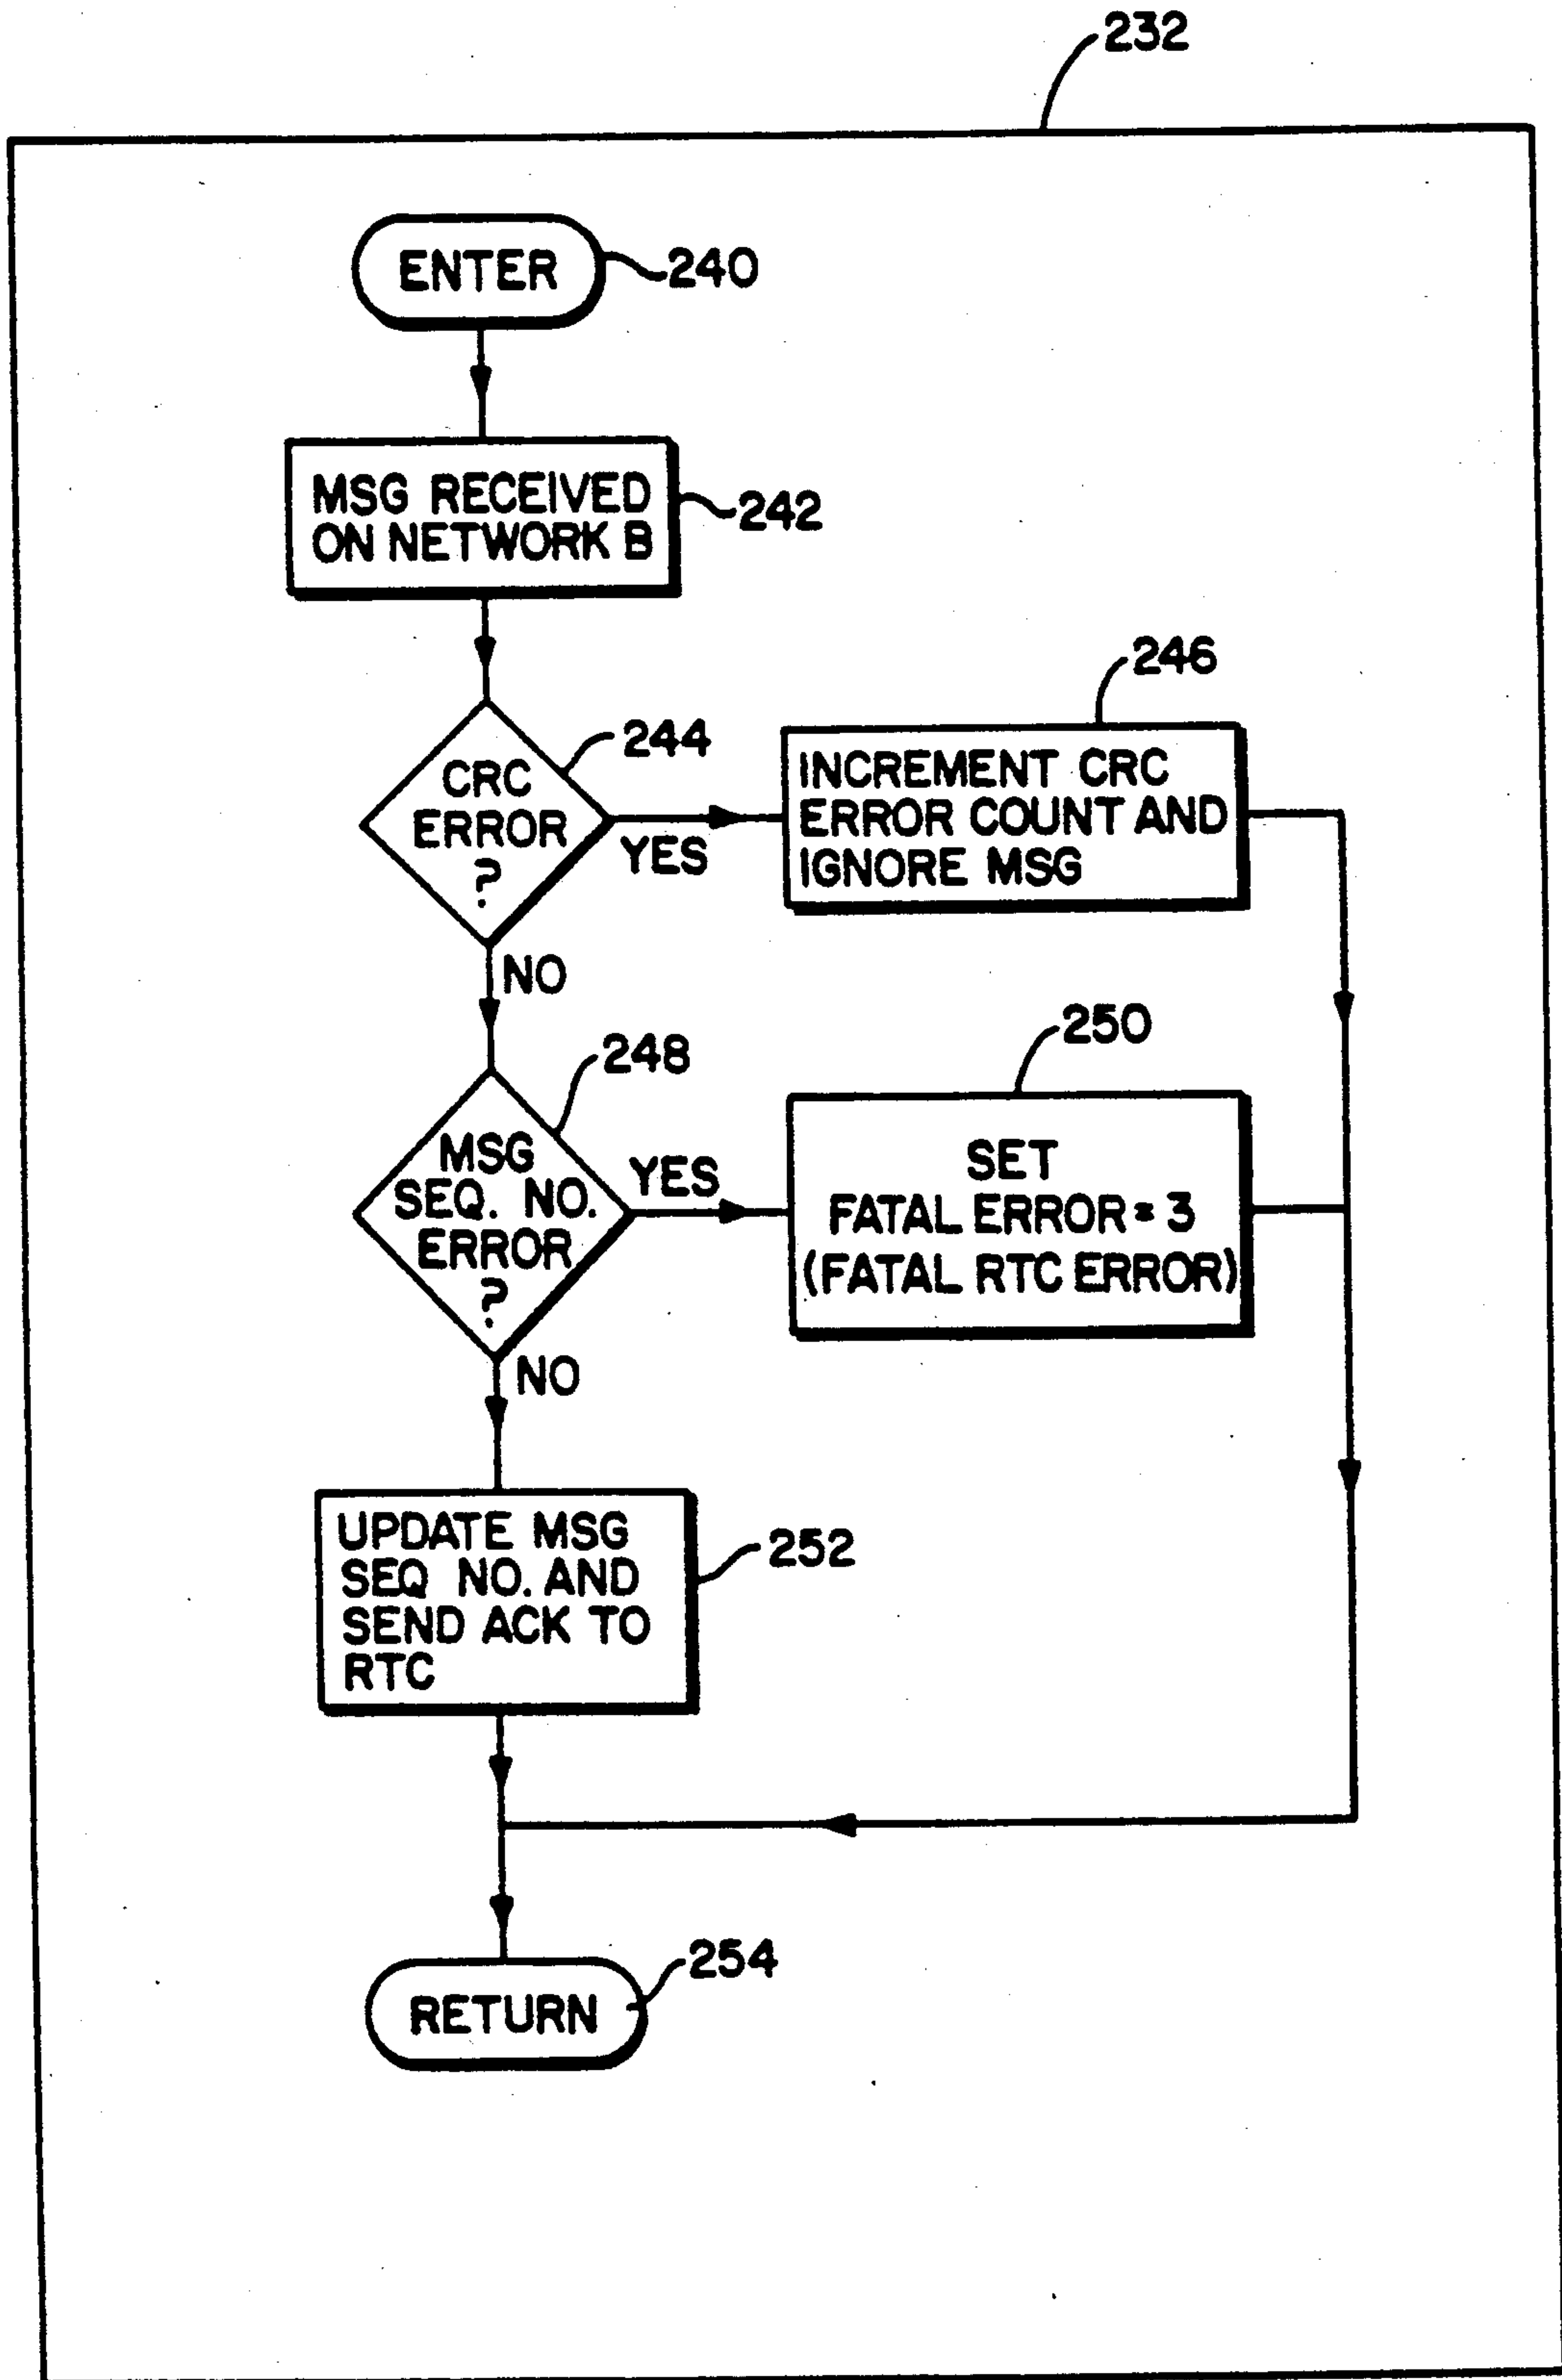 232
ENTER
240
MSG RECEIVED
ON NETWORK B
242
CRC
ERROR
?
244
YES
INCREMENT CRC
ERROR COUNT AND
IGNORE MSG
246
NO
MSG
SEQ. NO.
ERROR
?
248
YES
SET
FATAL ERROR = 3
(FATAL RTC ERROR)
250
NO
UPDATE MSG
SEQ NO. AND
SEND ACK TO
RTC
252
RETURN
254